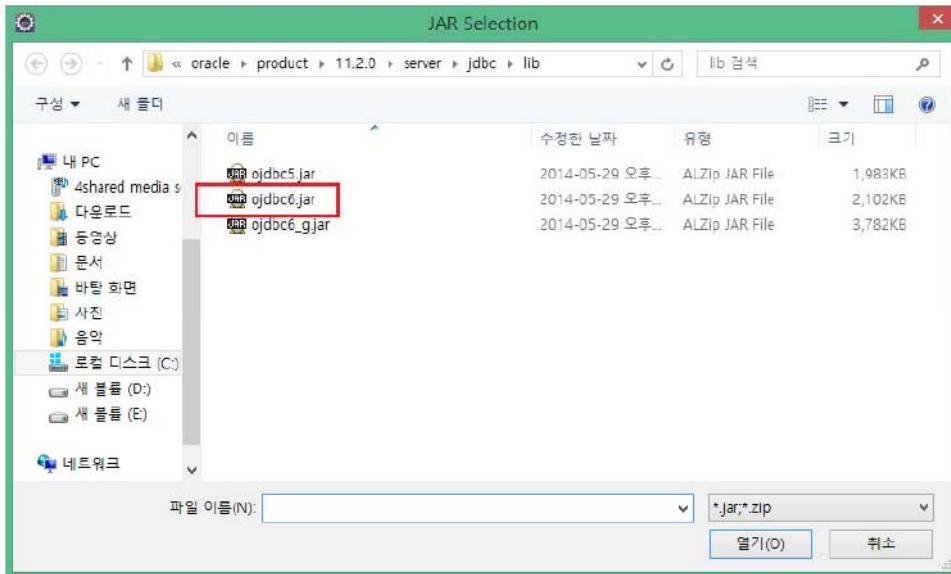 JAR Selection
« oracle ▸ product ▸ 11.2.0 ▸ server ▸ jdbc ▸ lib
lib 검색
구성 새 폴더
이름 수정한 날짜 유형 크기
내 PC
4shared media s
다운로드
동영상
문서
바탕 화면
사진
음악
로컬 디스크 (C:)
새 볼륨 (D:)
새 볼륨 (E:)
네트워크
JAR ojdbc5.jar 2014-05-29 오후... ALZip JAR File 1,983KB
JAR ojdbc6.jar 2014-05-29 오후... ALZip JAR File 2,102KB
JAR ojdbc6_g.jar 2014-05-29 오후... ALZip JAR File 3,782KB
파일 이름(N):
*.jar;*.zip
열기(O) 취소